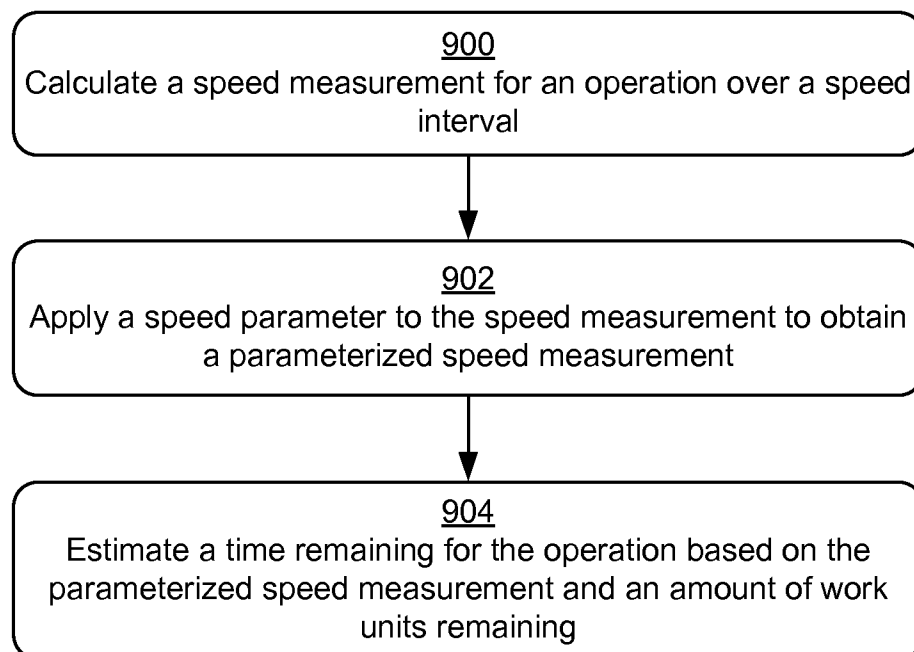 900
Calculate a speed measurement for an operation over a speed
interval
902
Apply a speed parameter to the speed measurement to obtain
a parameterized speed measurement
904
Estimate a time remaining for the operation based on the
parameterized speed measurement and an amount of work
units remaining